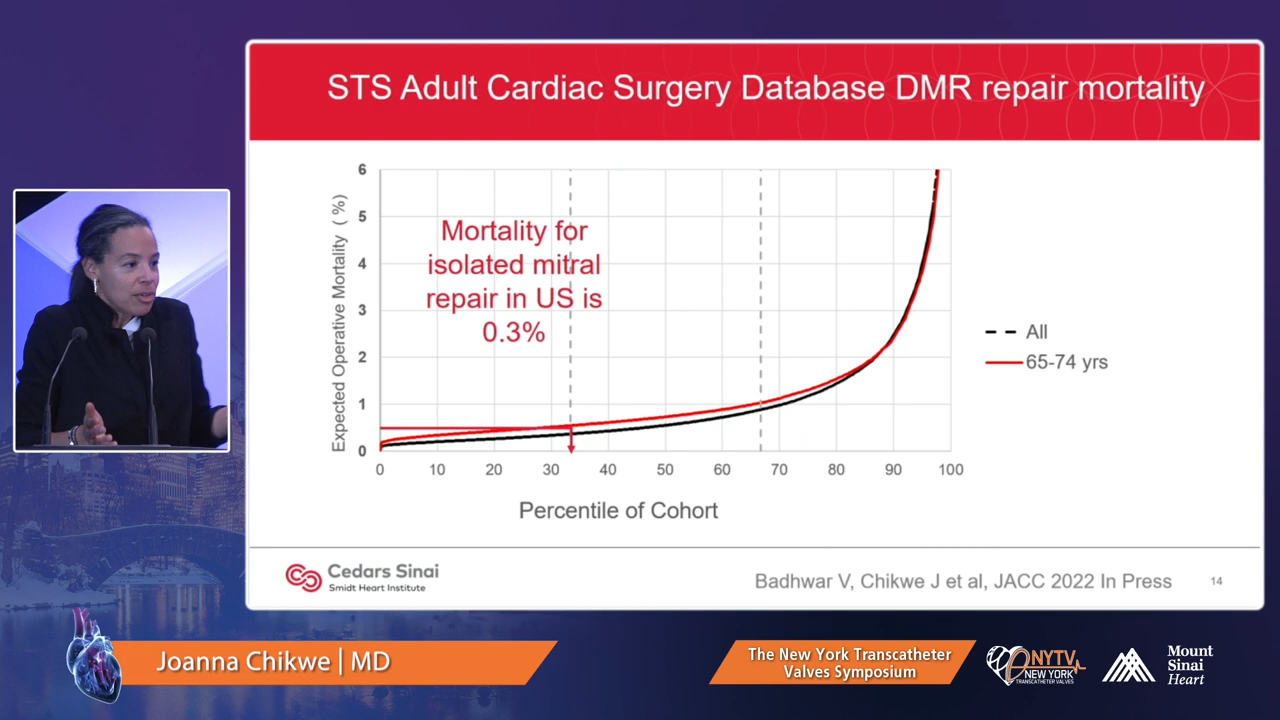 STS Adult Cardiac Surgery Database DMR repair mortality
Expected Operative Mortality ( %)
6
5
4
3
2
1
0
Mortality for
isolated mitral
repair in US is
0.3%
All
65-74 yrs
0 10 20 30 40 50 60 70 80 90 100
Percentile of Cohort
Cedars Sinai
Smidt Heart Institute
Badhwar V, Chikwe J et al, JACC 2022 In Press
14
Joanna Chikwe | MD
The New York Transcatheter
Valves Symposium
NYTV
NEW YORK
TRANSCATHETER VALVES
Mount
Sinai
Heart